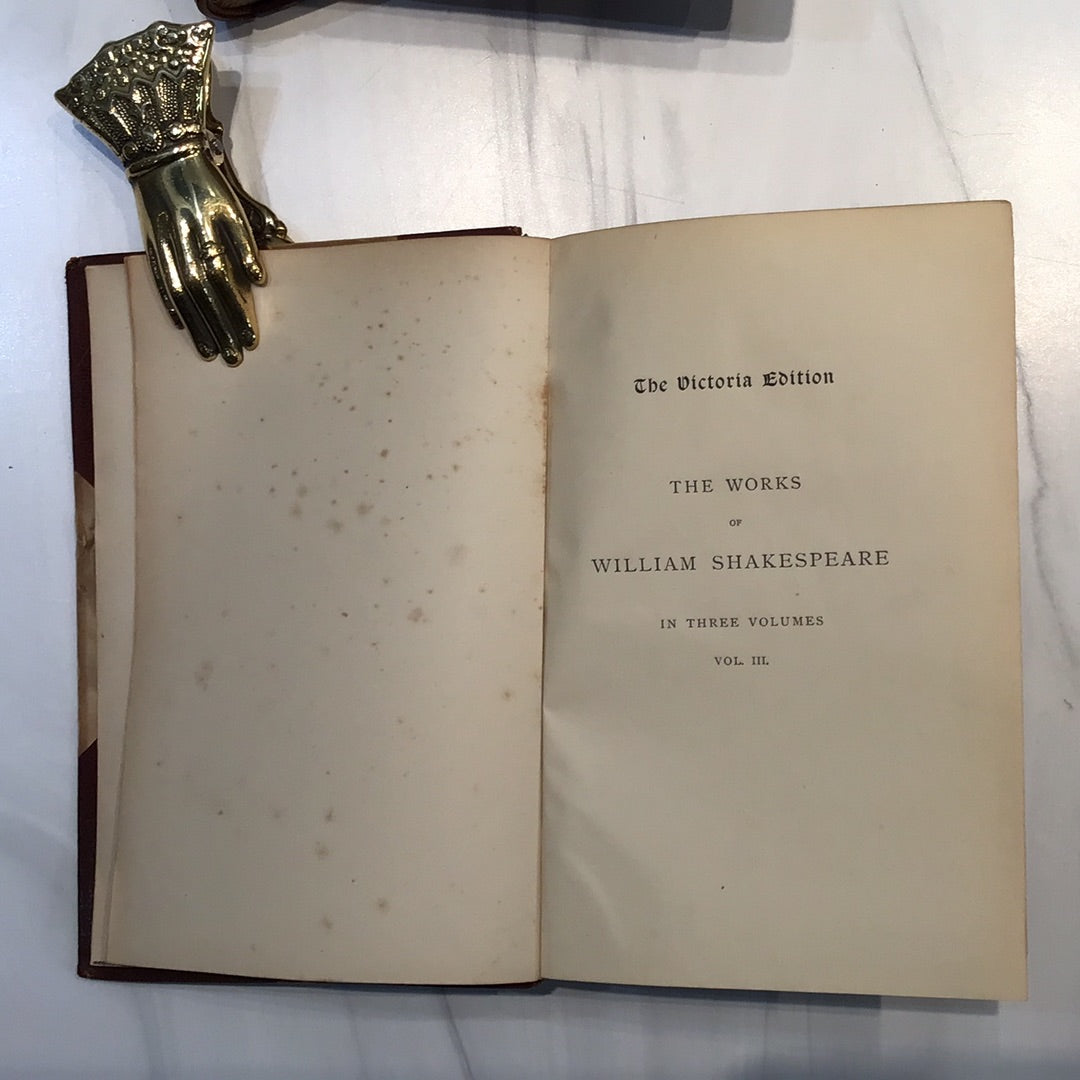 The Victoria Edition
THE WORKS
OF
WILLIAM SHAKESPEARE
IN THREE VOLUMES
VOL. III.